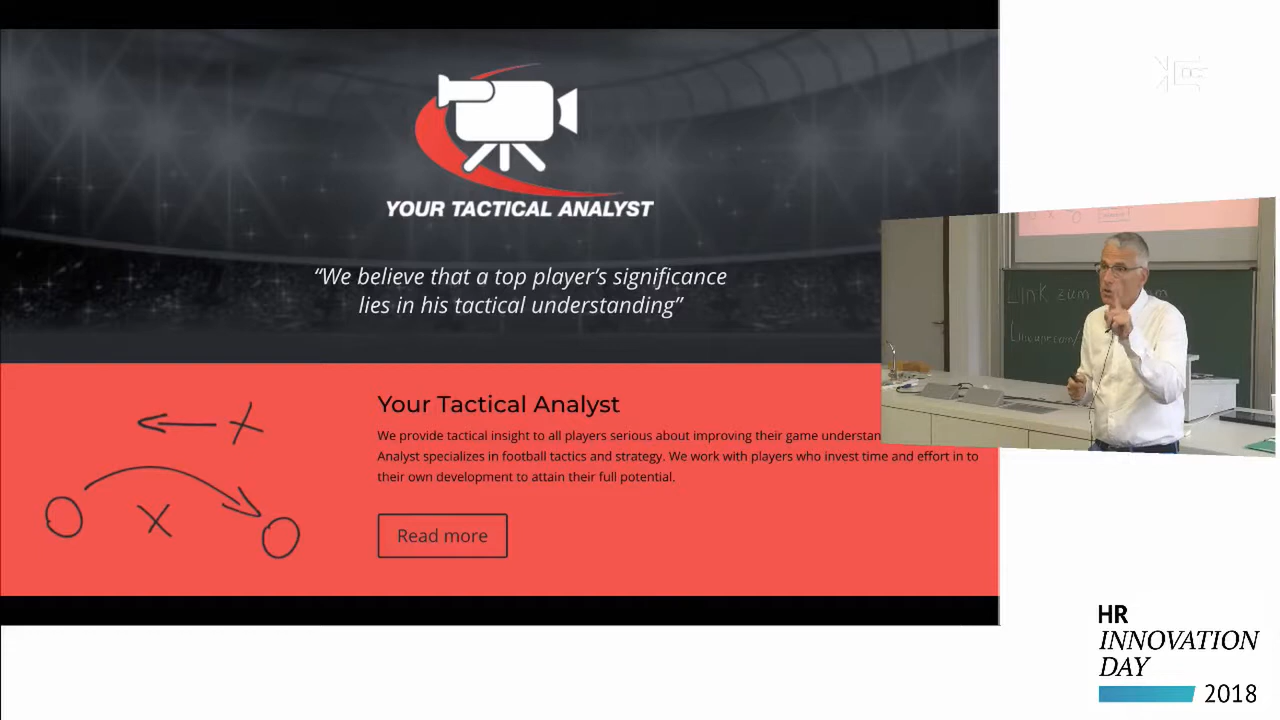 YOUR TACTICAL ANALYST
“We believe that a top player’s significance
lies in his tactical understanding”
Your Tactical Analyst
We provide tactical insight to all players serious about improving their game
Analyst specializes in football tactics and strategy. We work with players who invest time and effort in to
their own development to attain their full potential.
Read more
Link zum
HR
INNOVATION
DAY
2018